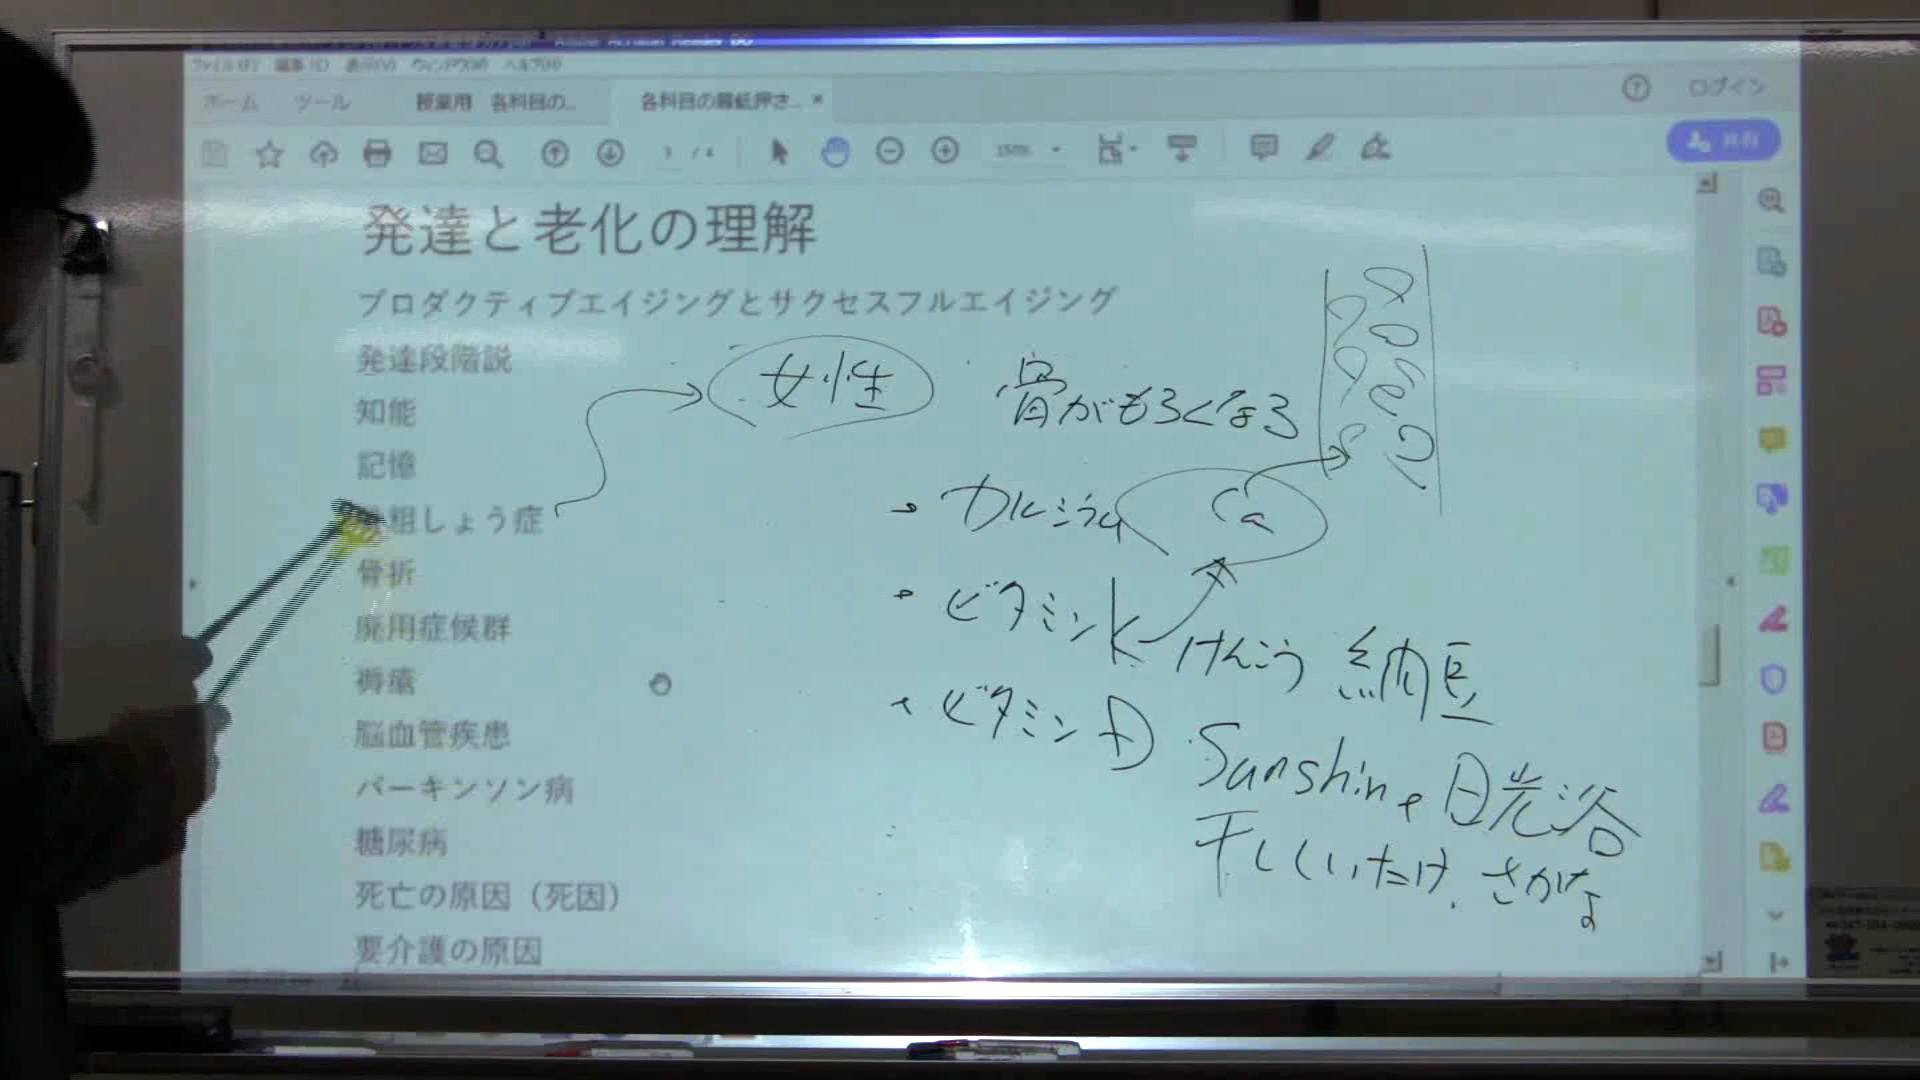 ファイル(F) 編集(E) 表示(V) ウィンドウ(W) ヘルプ(H)
ホーム ツール 授業用 各科目の... 各科目の最低押さ... × ログイン
150% 共有
発達と老化の理解
プロダクティブエイジングとサクセスフルエイジング
発達段階説
知能
記憶
粗しょう症
骨折
廃用症候群
褥瘡
脳血管疾患
パーキンソン病
糖尿病
死亡の原因（死因）
要介護の原因
女性 骨がもろくなる
・カルシウム Ca
・ビタミンK けんこう 納豆
・ビタミンD Sunshine 日光浴
干ししいたけ、さかな